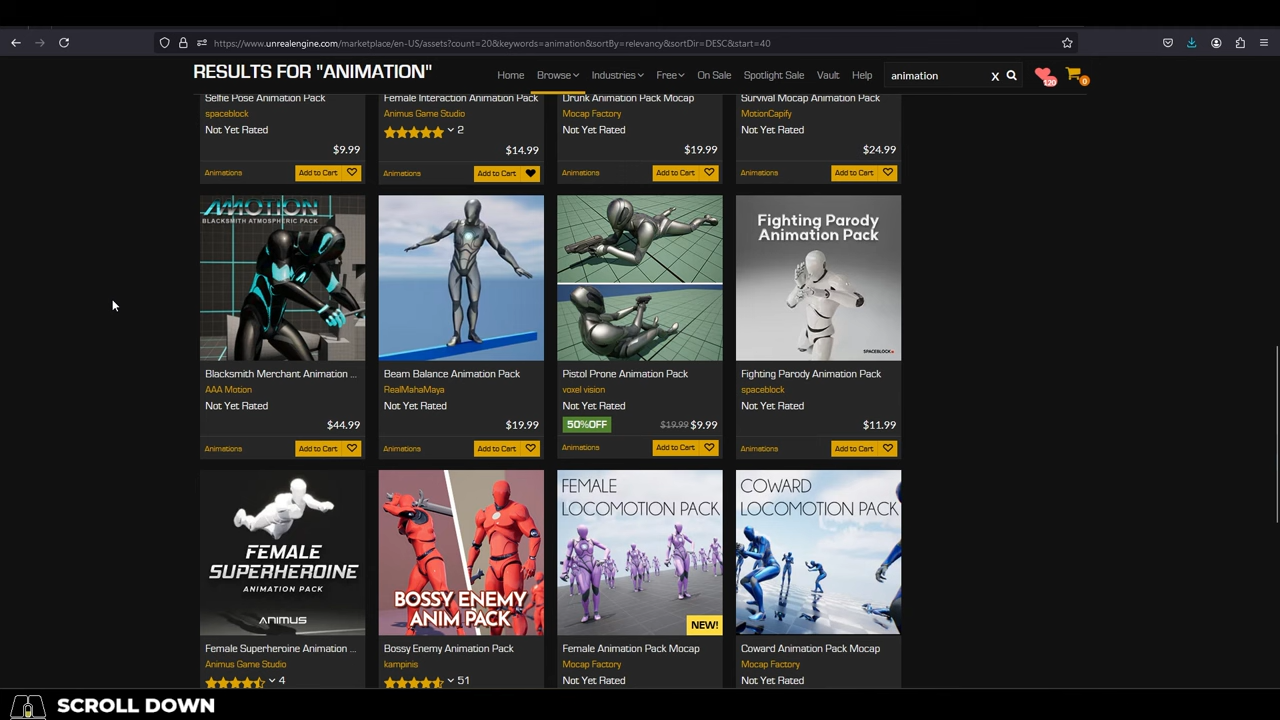 https://www.unrealengine.com/marketplace/en-US/assets?count=20&keywords=animation&sortBy=relevancy&sortDir=DESC&start=40
RESULTS FOR "ANIMATION"
Home
Browse
Industries
Free
On Sale
Spotlight Sale
Vault
Help
animation
X
120
0
Selfie Pose Animation Pack
spaceblock
Not Yet Rated
$9.99
Animations
Add to Cart
Female Interaction Animation Pack
Animus Game Studio
2
$14.99
Animations
Add to Cart
Drunk Animation Pack Mocap
Mocap Factory
Not Yet Rated
$19.99
Animations
Add to Cart
Survival Mocap Animation Pack
MotionCapify
Not Yet Rated
$24.99
Animations
Add to Cart
MOTION
BLACKSMITH ATMOSPHERIC PACK
Blacksmith Merchant Animation ...
AAA Motion
Not Yet Rated
$44.99
Animations
Add to Cart
Beam Balance Animation Pack
RealMahaMaya
Not Yet Rated
$19.99
Animations
Add to Cart
Pistol Prone Animation Pack
voxel vision
Not Yet Rated
50%OFF
$19.99 $9.99
Animations
Add to Cart
Fighting Parody
Animation Pack
SPACEBLOCK
Fighting Parody Animation Pack
spaceblock
Not Yet Rated
$11.99
Animations
Add to Cart
FEMALE
SUPERHEROINE
ANIMATION PACK
ANIMUS
Female Superheroine Animation ...
Animus Game Studio
4
BOSSY ENEMY
ANIM PACK
Bossy Enemy Animation Pack
kampinis
51
FEMALE
LOCOMOTION PACK
NEW!
Female Animation Pack Mocap
Mocap Factory
Not Yet Rated
COWARD
LOCOMOTION PACK
Coward Animation Pack Mocap
Mocap Factory
Not Yet Rated
SCROLL DOWN